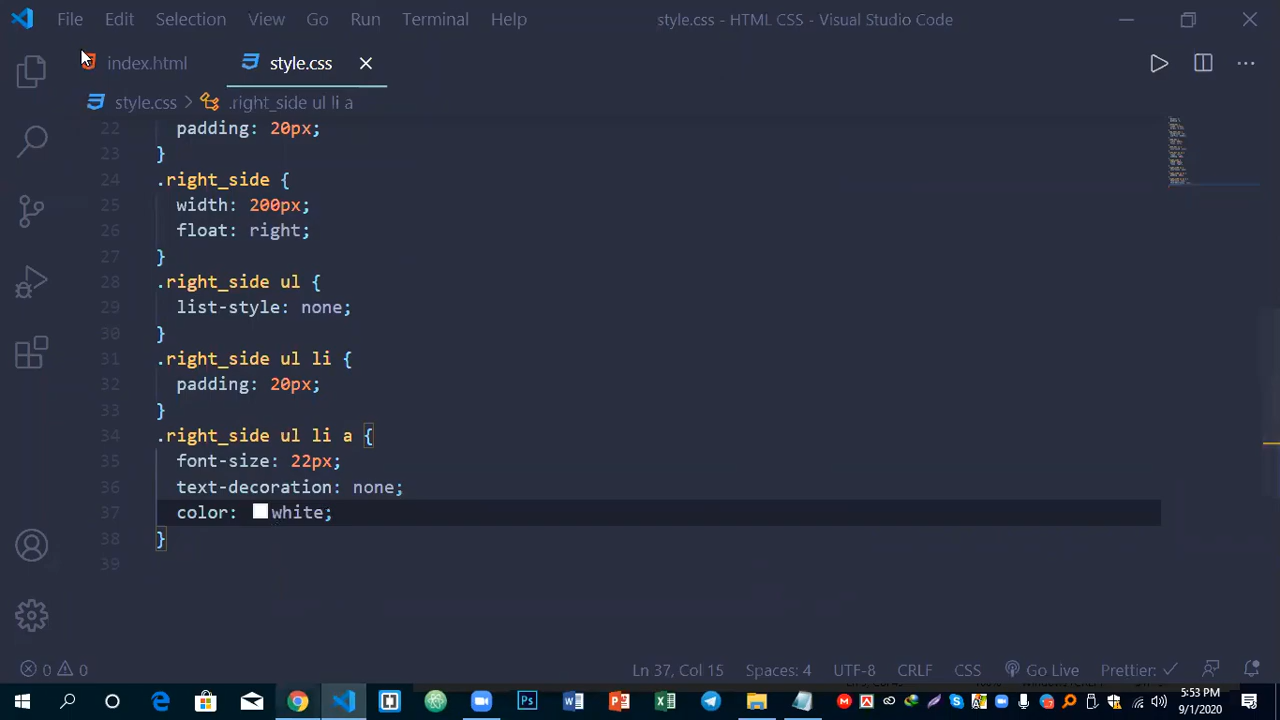 File Edit Selection View Go Run Terminal Help style.css - HTML CSS - Visual Studio Code
index.html style.css
style.css > .right_side ul li a
22 padding: 20px;
23 }
24 .right_side {
25 width: 200px;
26 float: right;
27 }
28 .right_side ul {
29 list-style: none;
30 }
31 .right_side ul li {
32 padding: 20px;
33 }
34 .right_side ul li a {
35 font-size: 22px;
36 text-decoration: none;
37 color: white;
38 }
39
0 0 Ln 37, Col 15 Spaces: 4 UTF-8 CRLF CSS Go Live Prettier: ✓
5:53 PM
9/1/2020